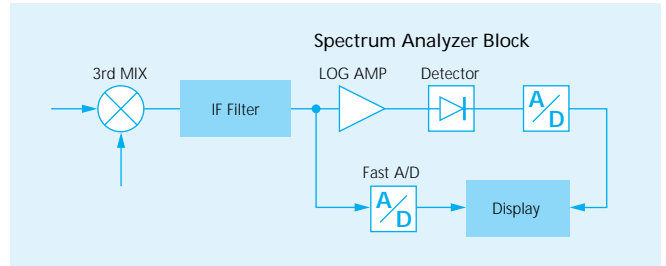 Spectrum Analyzer Block
3rd MIX
LOG AMP
Detector
IF Filter
A/D
Fast A/D
A/D
Display